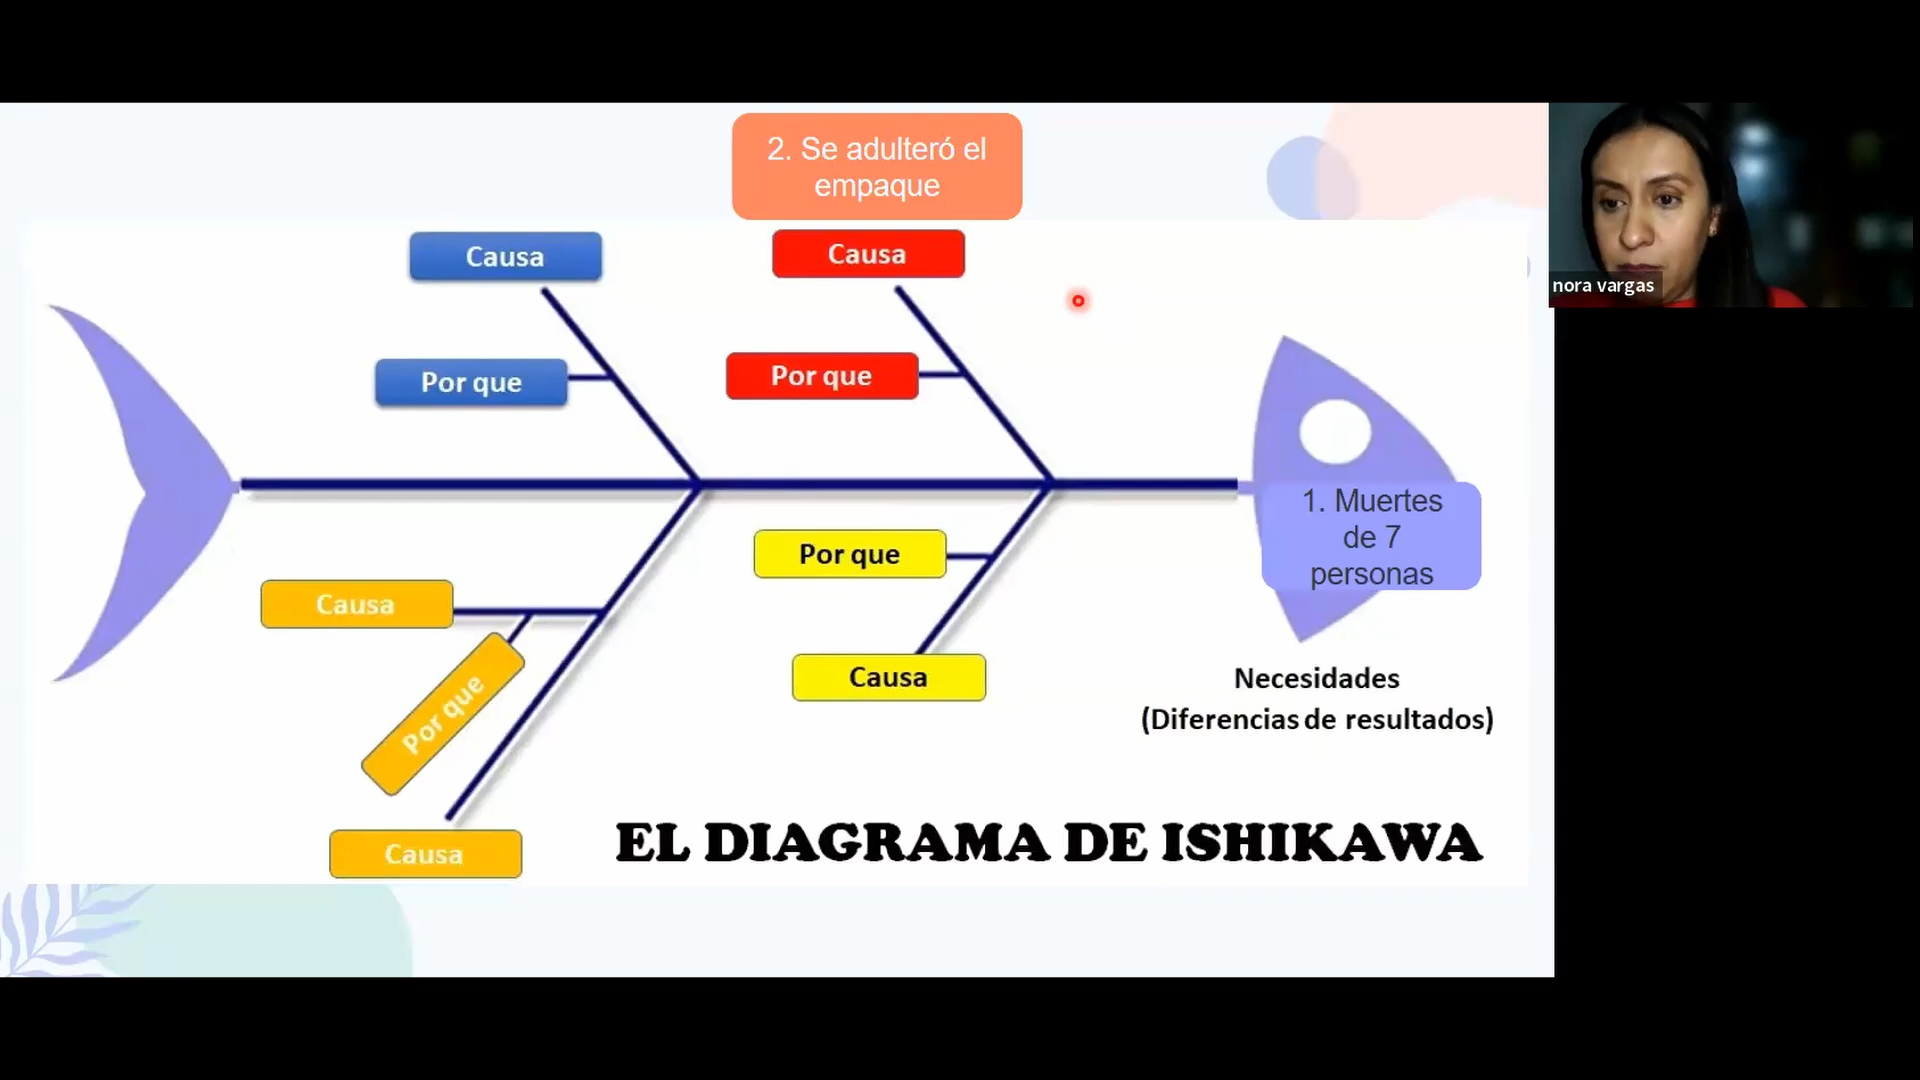 2. Se adulteró el
empaque
Causa
Causa
nora vargas
Por que
Por que
1. Muertes
de 7
personas
Por que
Causa
Por que
Causa
Necesidades
(Diferencias de resultados)
Causa
EL DIAGRAMA DE ISHIKAWA